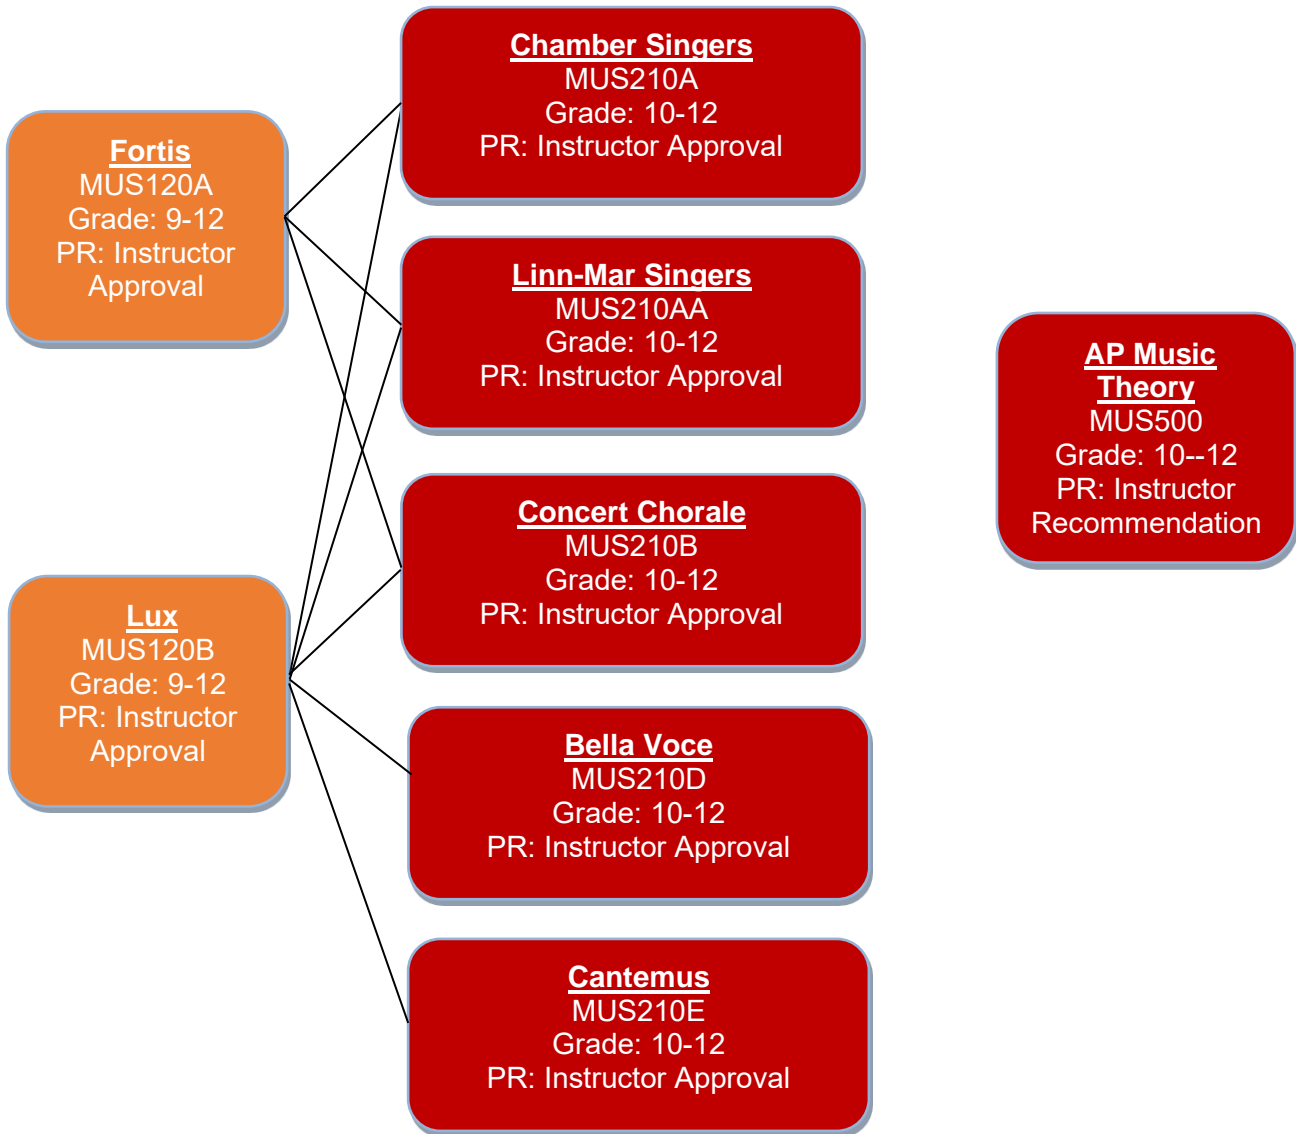 Fortis
MUS120A
Grade: 9-12
PR: Instructor
Approval
Lux
MUS120B
Grade: 9-12
PR: Instructor
Approval
Chamber Singers
MUS210A
Grade: 10-12
PR: Instructor Approval
Linn-Mar Singers
MUS210AA
Grade: 10-12
PR: Instructor Approval
Concert Chorale
MUS210B
Grade: 10-12
PR: Instructor Approval
Bella Voce
MUS210D
Grade: 10-12
PR: Instructor Approval
Cantemus
MUS210E
Grade: 10-12
PR: Instructor Approval
AP Music
Theory
MUS500
Grade: 10--12
PR: Instructor
Recommendation